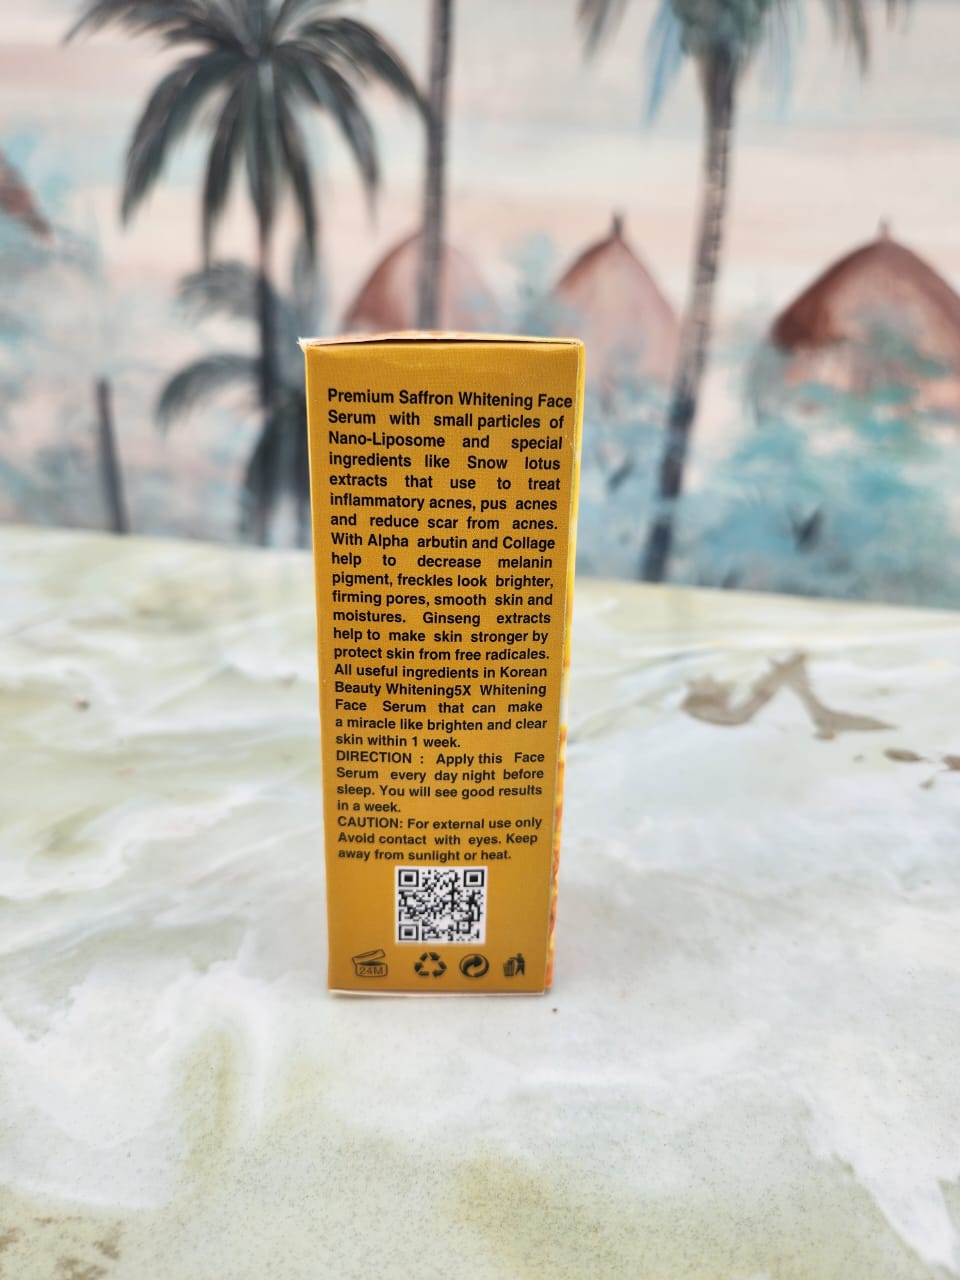 Premium Saffron Whitening Face
Serum with small particles of
Nano-Liposome and special
ingredients like Snow lotus
extracts that use to treat
inflammatory acnes, pus acnes
and reduce scar from acnes.
With Alpha arbutin and Collage
help to decrease melanin
pigment, freckles look brighter,
firming pores, smooth skin and
moistures. Ginseng extracts
help to make skin stronger by
protect skin from free radicales.
All useful ingredients in Korean
Beauty Whitening5X Whitening
Face Serum that can make
a miracle like brighten and clear
skin within 1 week.
DIRECTION : Apply this Face
Serum every day night before
sleep. You will see good results
in a week.
CAUTION: For external use only
Avoid contact with eyes. Keep
away from sunlight or heat.
24M